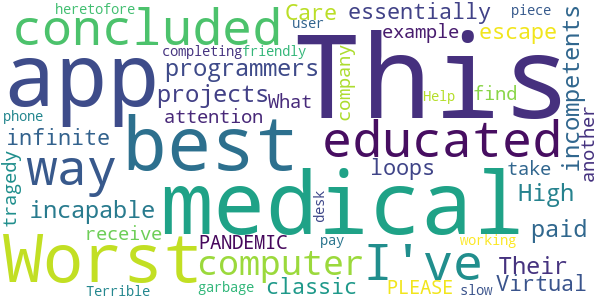 heretofore
Care
essentially
piece
concluded
user
example
escape
app
This
completing
friendly
programmers
What
company
incompetents
projects
attention
Help
find
another
phone
infinite
best
educated
tragedy
way
medical
loops
take
incapable
desk
High
paid
receive
PANDEMIC
pay
working
Worst
computer
I've
Their
Terrible
garbage
classic
PLEASE
slow
Virtual